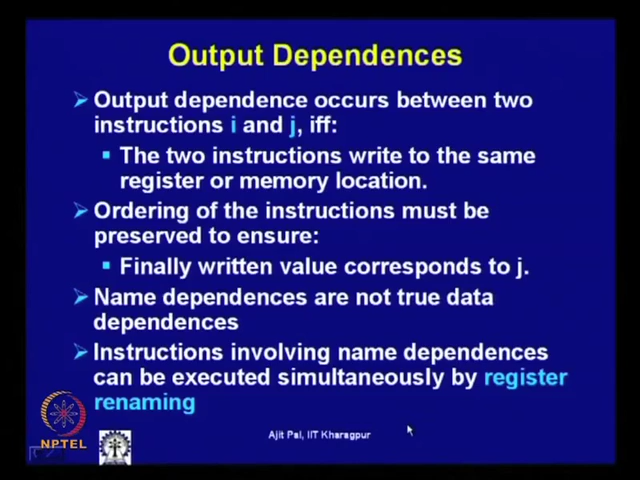 Output Dependences
Output dependence occurs between two
instructions i and j, iff:
The two instructions write to the same
register or memory location.
Ordering of the instructions must be
preserved to ensure:
Finally written value corresponds to j.
Name dependences are not true data
dependences
Instructions involving name dependences
can be executed simultaneously by register
renaming
NPTEL
Ajit Pal, IIT Kharagpur